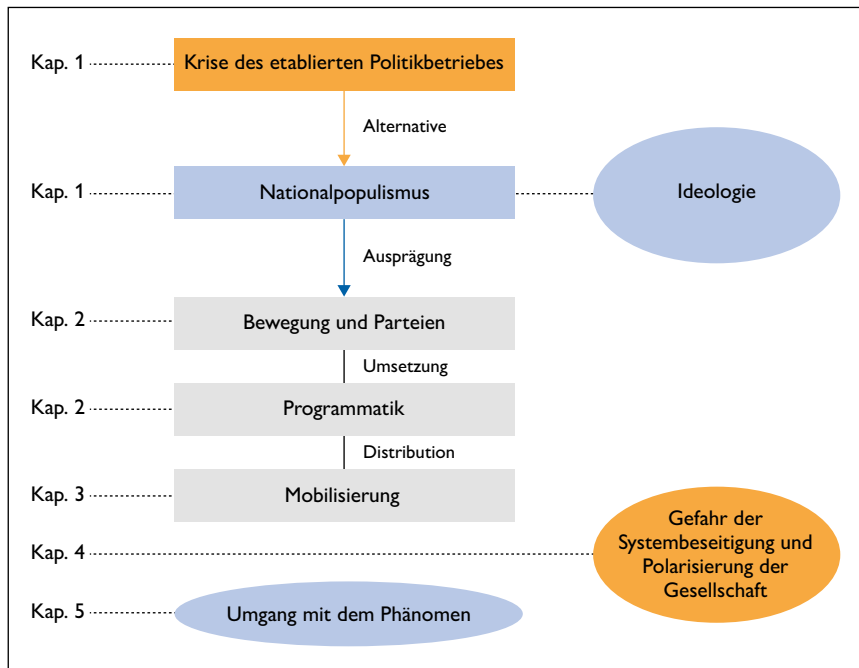 Kap. 1
Krise des etablierten Politikbetriebes
Alternative
Kap. 1
Nationalpopulismus
Ideologie
Ausprägung
Kap. 2
Bewegung und Parteien
Umsetzung
Kap. 2
Programmatik
Distribution
Kap. 3
Mobilisierung
Kap. 4
Gefahr der
Systembeseitigung und
Polarisierung der
Gesellschaft
Kap. 5
Umgang mit dem Phänomen